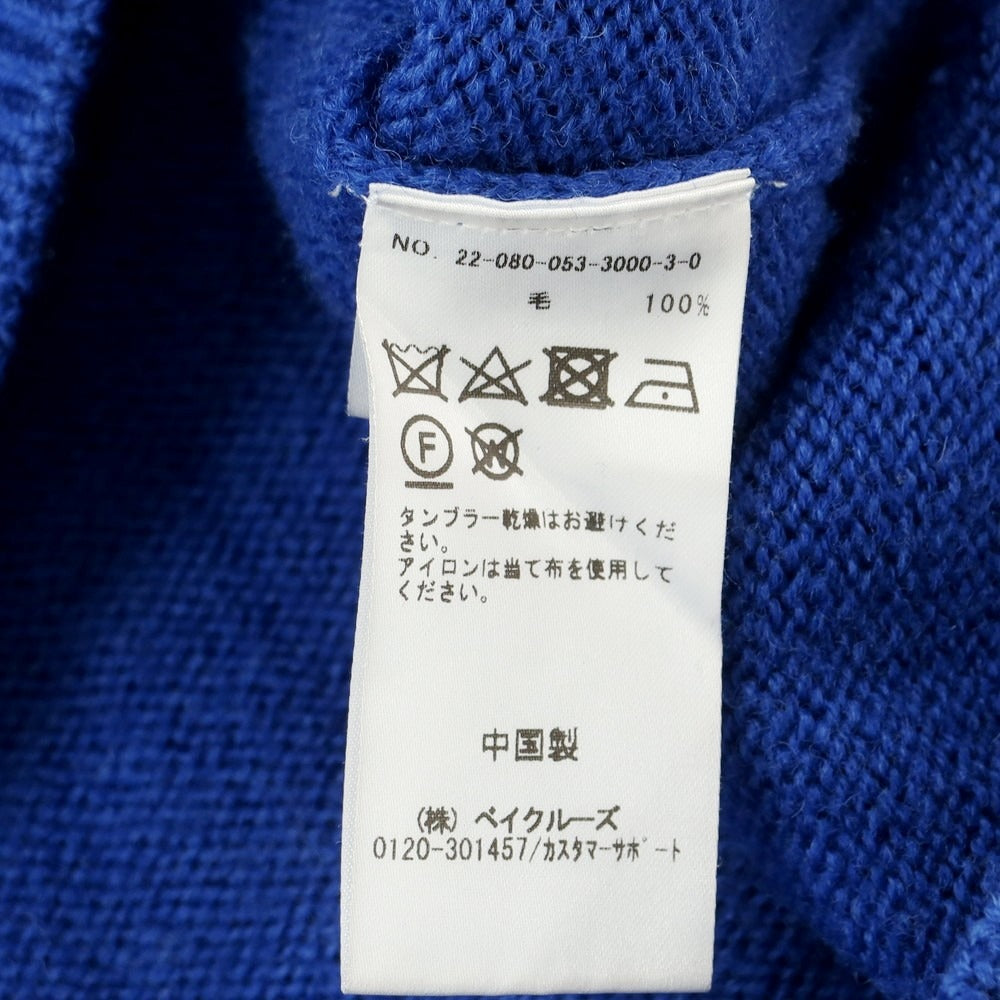 NO. 22-080-053-3000-3-0
毛 100%
F
W
タンブラー乾燥はお避けくだ
さい。
アイロンは当て布を使用して
ください。
中国製
(株) ベイクルーズ
0120-301457/カスタマーサポート